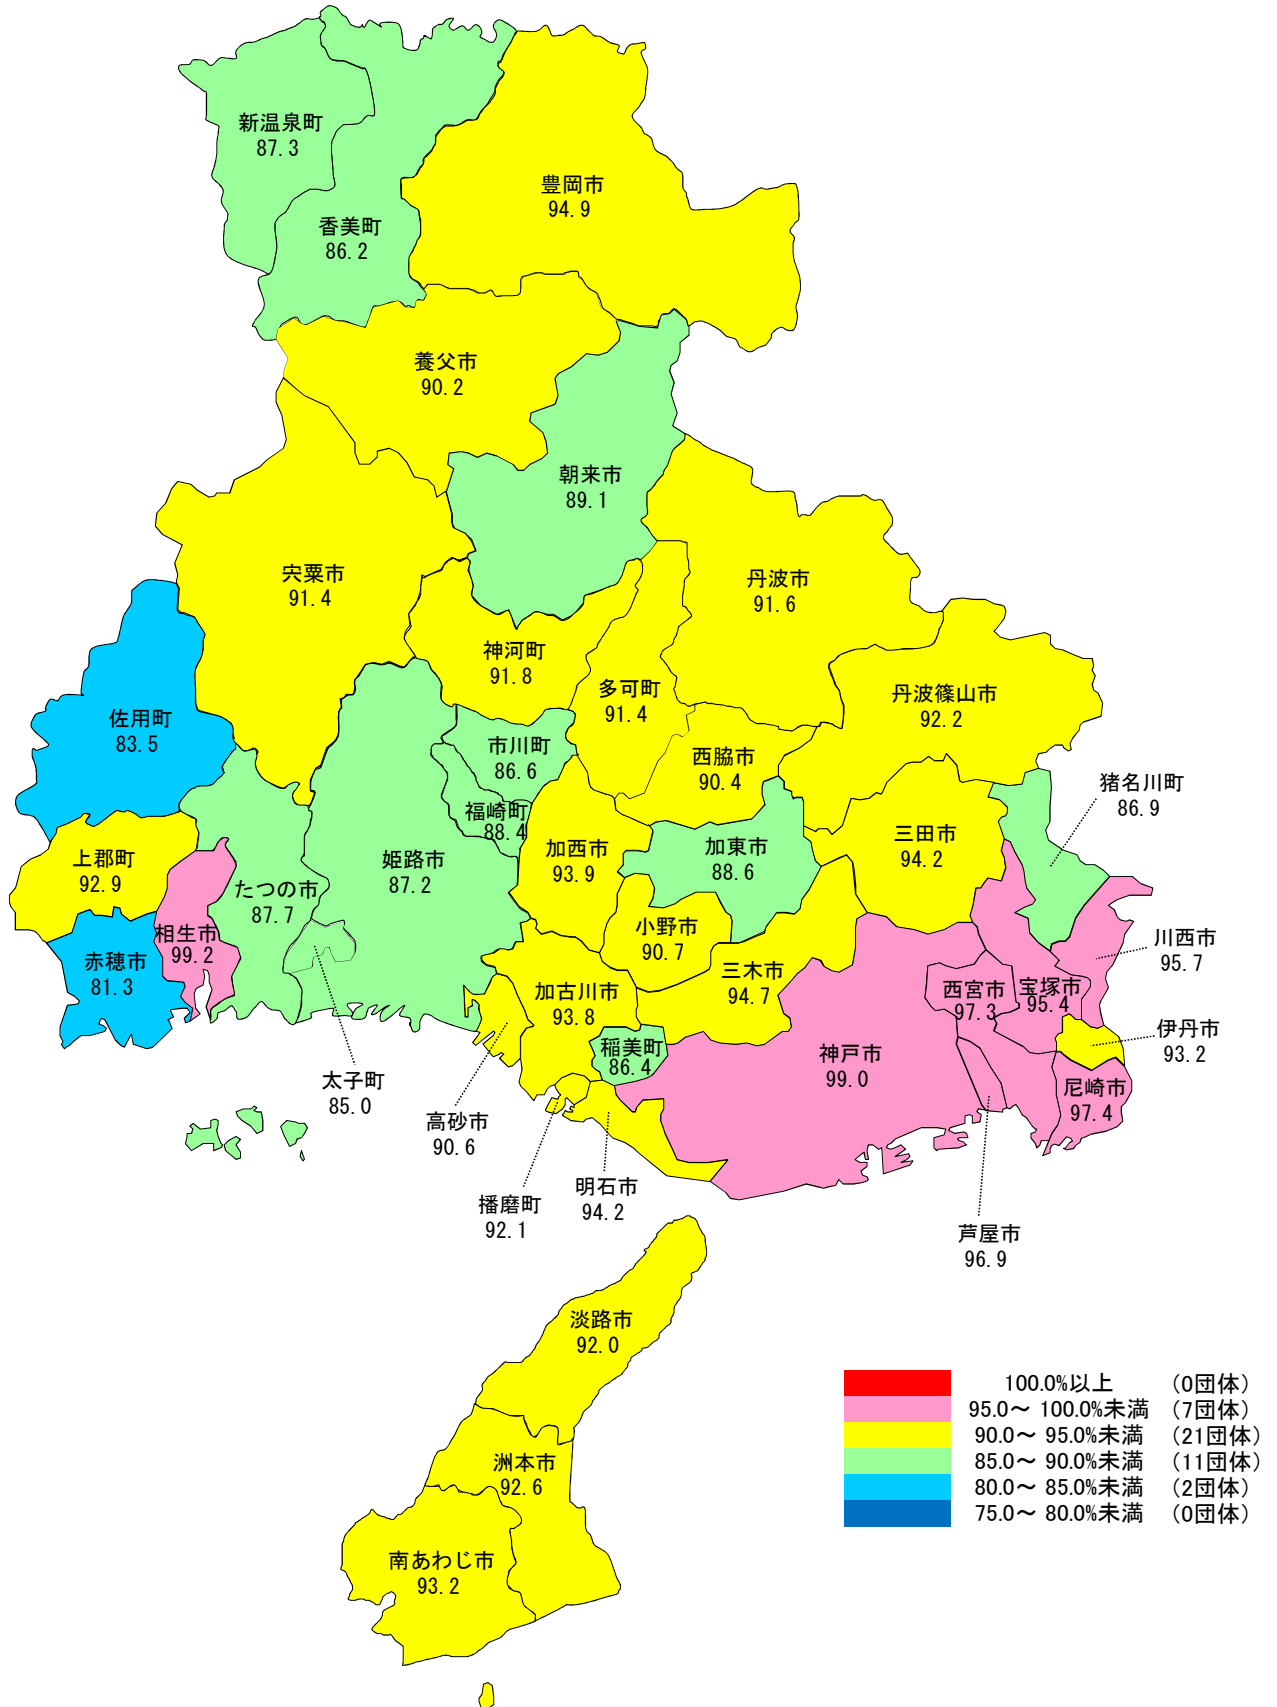 新温泉町
87.3
豊岡市
94.9
香美町
86.2
養父市
90.2
朝来市
89.1
宍粟市
91.4
丹波市
91.6
神河町
91.8
多可町
91.4
丹波篠山市
92.2
佐用町
83.5
市川町
86.6
西脇市
90.4
猪名川町
86.9
福崎町
88.4
上郡町
92.9
姫路市
87.2
加西市
93.9
加東市
88.6
三田市
94.2
たつの市
87.7
相生市
99.2
小野市
90.7
川西市
95.7
赤穂市
81.3
三木市
94.7
加古川市
93.8
西宮市
97.3
宝塚市
95.4
伊丹市
93.2
稲美町
86.4
神戸市
99.0
太子町
85.0
尼崎市
97.4
高砂市
90.6
播磨町
92.1
明石市
94.2
芦屋市
96.9
淡路市
92.0
洲本市
92.6
南あわじ市
93.2
100.0%以上 (0団体)
95.0～ 100.0%未満 (7団体)
90.0～ 95.0%未満 (21団体)
85.0～ 90.0%未満 (11団体)
80.0～ 85.0%未満 (2団体)
75.0～ 80.0%未満 (0団体)